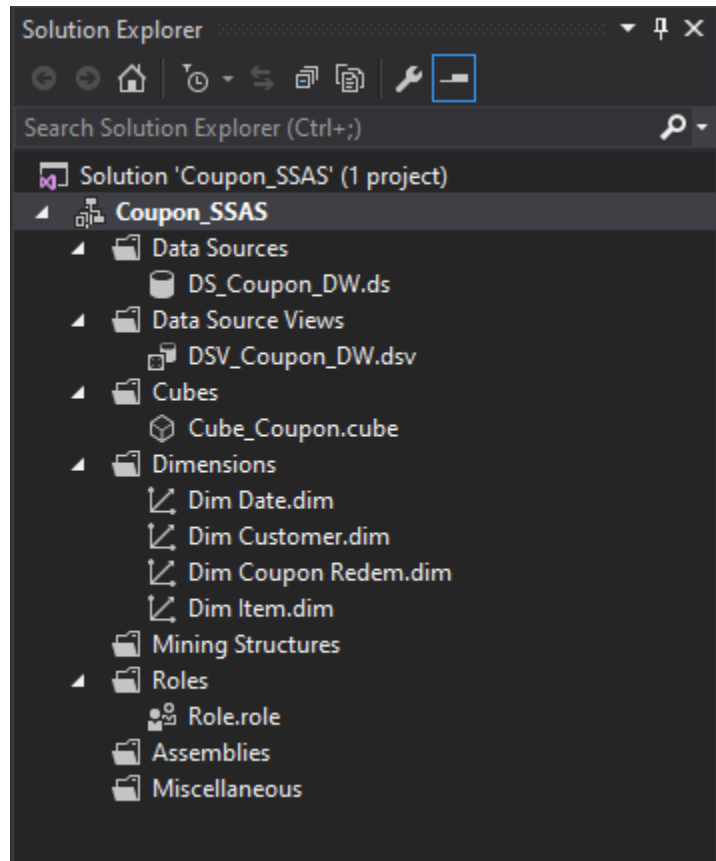 Solution Explorer
Search Solution Explorer (Ctrl+;)
Solution 'Coupon_SSAS' (1 project)
Coupon_SSAS
Data Sources
DS_Coupon_DW.ds
Data Source Views
DSV_Coupon_DW.dsv
Cubes
Cube_Coupon.cube
Dimensions
Dim Date.dim
Dim Customer.dim
Dim Coupon Redem.dim
Dim Item.dim
Mining Structures
Roles
Role.role
Assemblies
Miscellaneous